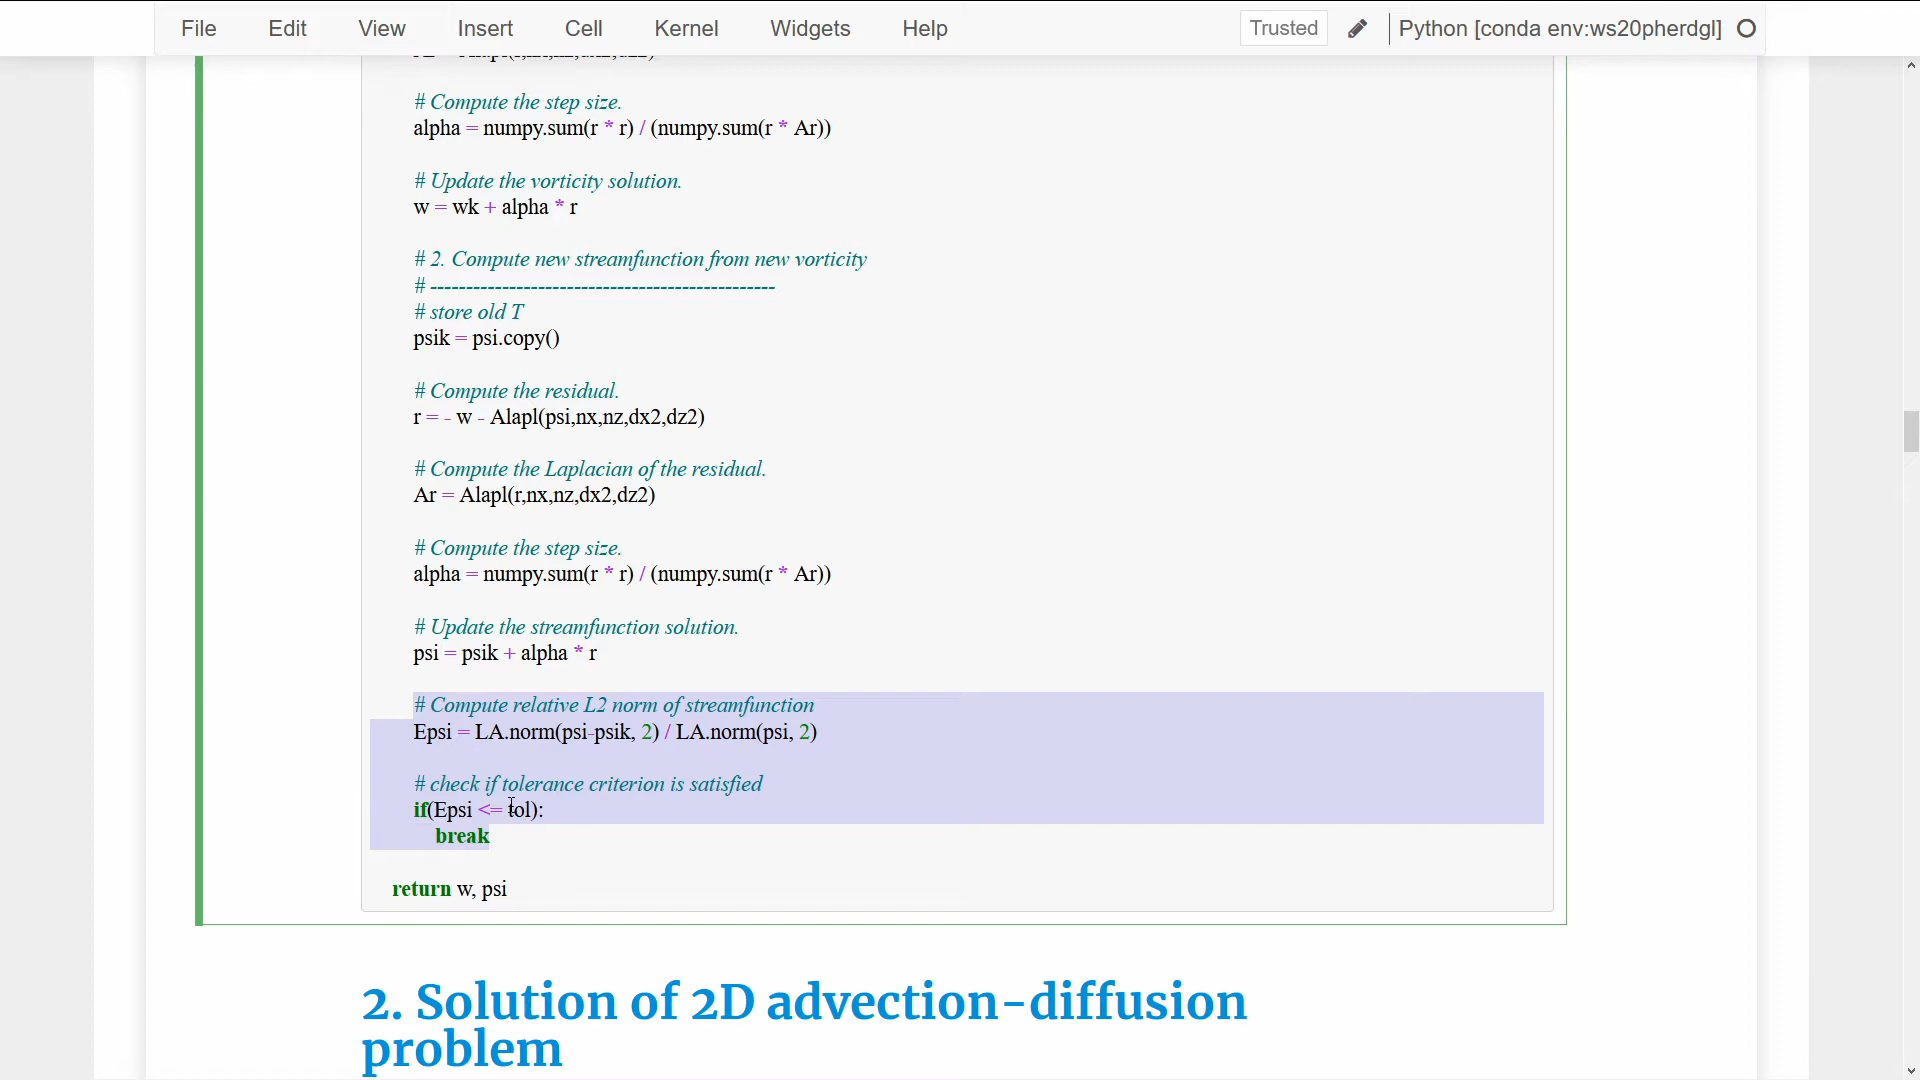 File Edit View Insert Cell Kernel Widgets Help Trusted Python [conda env:ws20pherdgl]
# Compute the step size.
alpha = numpy.sum(r * r) / (numpy.sum(r * Ar))
# Update the vorticity solution.
w = wk + alpha * r
# 2. Compute new streamfunction from new vorticity
# ------------------------------------------------
# store old T
psik = psi.copy()
# Compute the residual.
r = - w - Alapl(psi,nx,nz,dx2,dz2)
# Compute the Laplacian of the residual.
Ar = Alapl(r,nx,nz,dx2,dz2)
# Compute the step size.
alpha = numpy.sum(r * r) / (numpy.sum(r * Ar))
# Update the streamfunction solution.
psi = psik + alpha * r
# Compute relative L2 norm of streamfunction
Epsi = LA.norm(psi-psik, 2) / LA.norm(psi, 2)
# check if tolerance criterion is satisfied
if(Epsi <= tol):
break
return w, psi
2. Solution of 2D advection-diffusion
problem